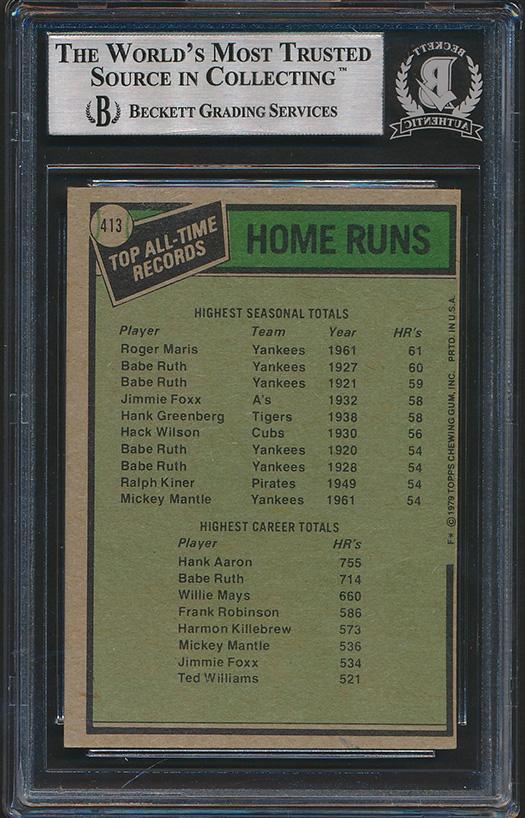 THE WORLD'S MOST TRUSTED
SOURCE IN COLLECTING™
B BECKETT GRADING SERVICES
BECKETT
B
AUTHENTIC
413
TOP ALL-TIME
RECORDS
HOME RUNS
HIGHEST SEASONAL TOTALS
Player Team Year HR's
Roger Maris Yankees 1961 61
Babe Ruth Yankees 1927 60
Babe Ruth Yankees 1921 59
Jimmie Foxx A's 1932 58
Hank Greenberg Tigers 1938 58
Hack Wilson Cubs 1930 56
Babe Ruth Yankees 1920 54
Babe Ruth Yankees 1928 54
Ralph Kiner Pirates 1949 54
Mickey Mantle Yankees 1961 54
HIGHEST CAREER TOTALS
Player HR's
Hank Aaron 755
Babe Ruth 714
Willie Mays 660
Frank Robinson 586
Harmon Killebrew 573
Mickey Mantle 536
Jimmie Foxx 534
Ted Williams 521
F* © 1979 TOPPS CHEWING GUM, INC. PRTD. IN U.S.A.